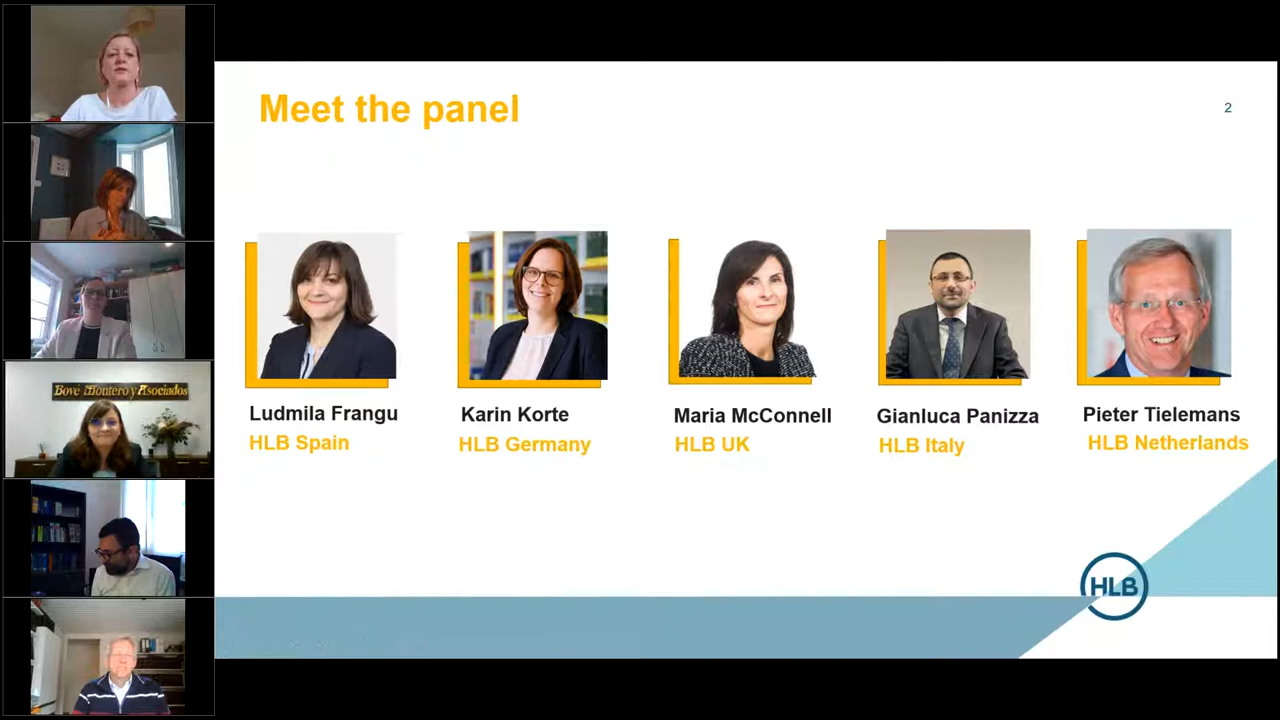 Meet the panel
2
Ludmila Frangu
HLB Spain
Karin Korte
HLB Germany
Maria McConnell
HLB UK
Gianluca Panizza
HLB Italy
Pieter Tielemans
HLB Netherlands
HLB
Bové Montero y Asociados